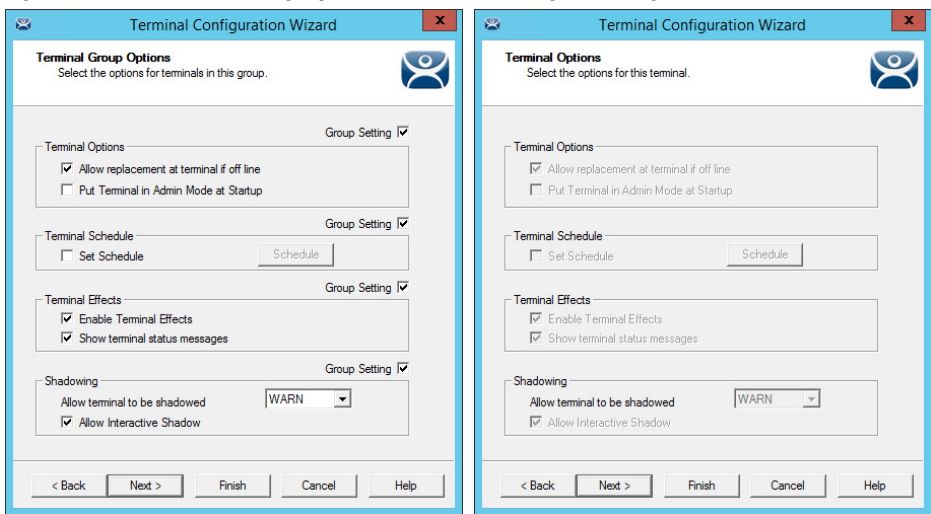 Terminal Configuration Wizard
x
Terminal Group Options
Select the options for terminals in this group.
Group Setting
Terminal Options
Allow replacement at terminal if off line
Put Terminal in Admin Mode at Startup
Group Setting
Terminal Schedule
Set Schedule
Schedule
Group Setting
Terminal Effects
Enable Terminal Effects
Show terminal status messages
Group Setting
Shadowing
Allow terminal to be shadowed
WARN
Allow Interactive Shadow
< Back
Next >
Finish
Cancel
Help
Terminal Configuration Wizard
x
Terminal Options
Select the options for this terminal.
Terminal Options
Allow replacement at terminal if off line
Put Terminal in Admin Mode at Startup
Terminal Schedule
Set Schedule
Schedule
Terminal Effects
Enable Terminal Effects
Show terminal status messages
Shadowing
Allow terminal to be shadowed
WARN
Allow Interactive Shadow
< Back
Next >
Finish
Cancel
Help